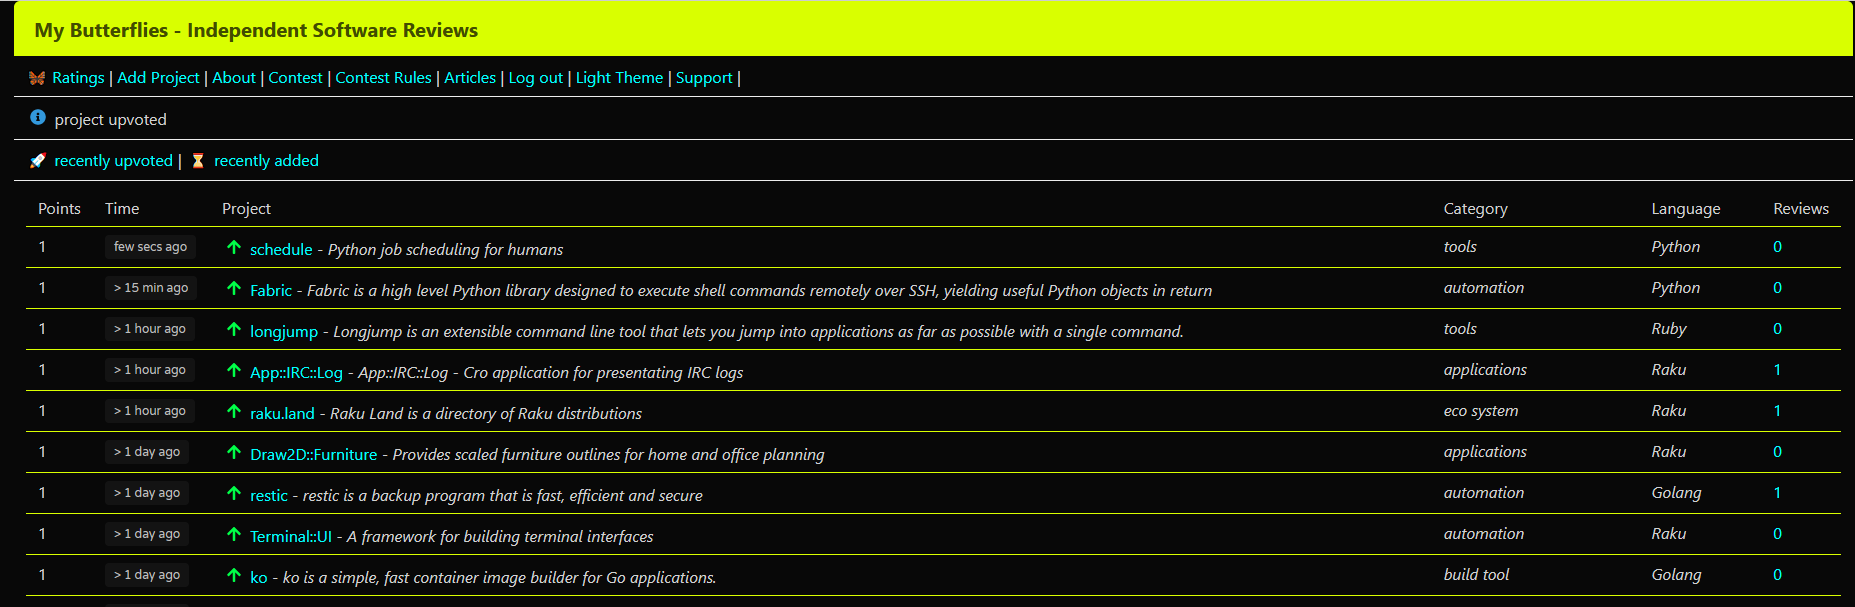 My Butterflies - Independent Software Reviews
Ratings | Add Project | About | Contest | Contest Rules | Articles | Log out | Light Theme | Support |
project upvoted
recently upvoted | recently added
Points Time Project Category Language Reviews
1 few secs ago schedule - Python job scheduling for humans tools Python 0
1 > 15 min ago Fabric - Fabric is a high level Python library designed to execute shell commands remotely over SSH, yielding useful Python objects in return automation Python 0
1 > 1 hour ago longjump - Longjump is an extensible command line tool that lets you jump into applications as far as possible with a single command. tools Ruby 0
1 > 1 hour ago App::IRC::Log - App::IRC::Log - Cro application for presentating IRC logs applications Raku 1
1 > 1 hour ago raku.land - Raku Land is a directory of Raku distributions eco system Raku 1
1 > 1 day ago Draw2D::Furniture - Provides scaled furniture outlines for home and office planning applications Raku 0
1 > 1 day ago restic - restic is a backup program that is fast, efficient and secure automation Golang 1
1 > 1 day ago Terminal::UI - A framework for building terminal interfaces automation Raku 0
1 > 1 day ago ko - ko is a simple, fast container image builder for Go applications. build tool Golang 0